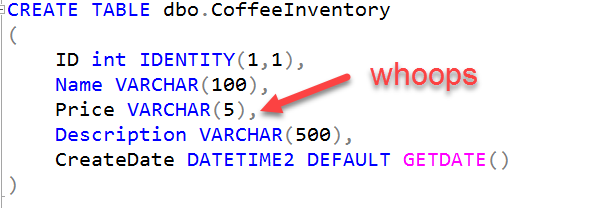 CREATE TABLE dbo.CoffeeInventory
(
ID int IDENTITY(1,1),
Name VARCHAR(100),
Price VARCHAR(5), whoops
Description VARCHAR(500),
CreateDate DATETIME2 DEFAULT GETDATE()
)